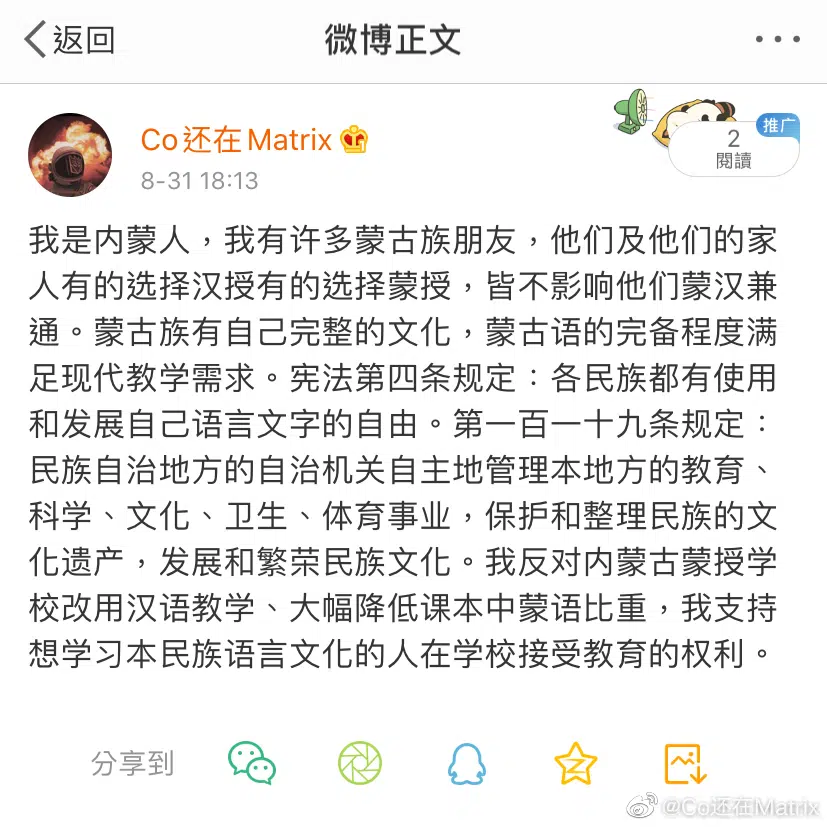 返回
微博正文
Co还在Matrix
8-31 18:13
推广
2
閱讀
我是内蒙人，我有许多蒙古族朋友，他们及他们的家
人有的选择汉授有的选择蒙授，皆不影响他们蒙汉兼
通。蒙古族有自己完整的文化，蒙古语的完备程度满
足现代教学需求。宪法第四条规定：各民族都有使用
和发展自己语言文字的自由。第一百一十九条规定：
民族自治地方的自治机关自主地管理本地方的教育、
科学、文化、卫生、体育事业，保护和整理民族的文
化遗产，发展和繁荣民族文化。我反对内蒙古蒙授学
校改用汉语教学、大幅降低课本中蒙语比重，我支持
想学习本民族语言文化的人在学校接受教育的权利。
分享到
@Co还在Matrix